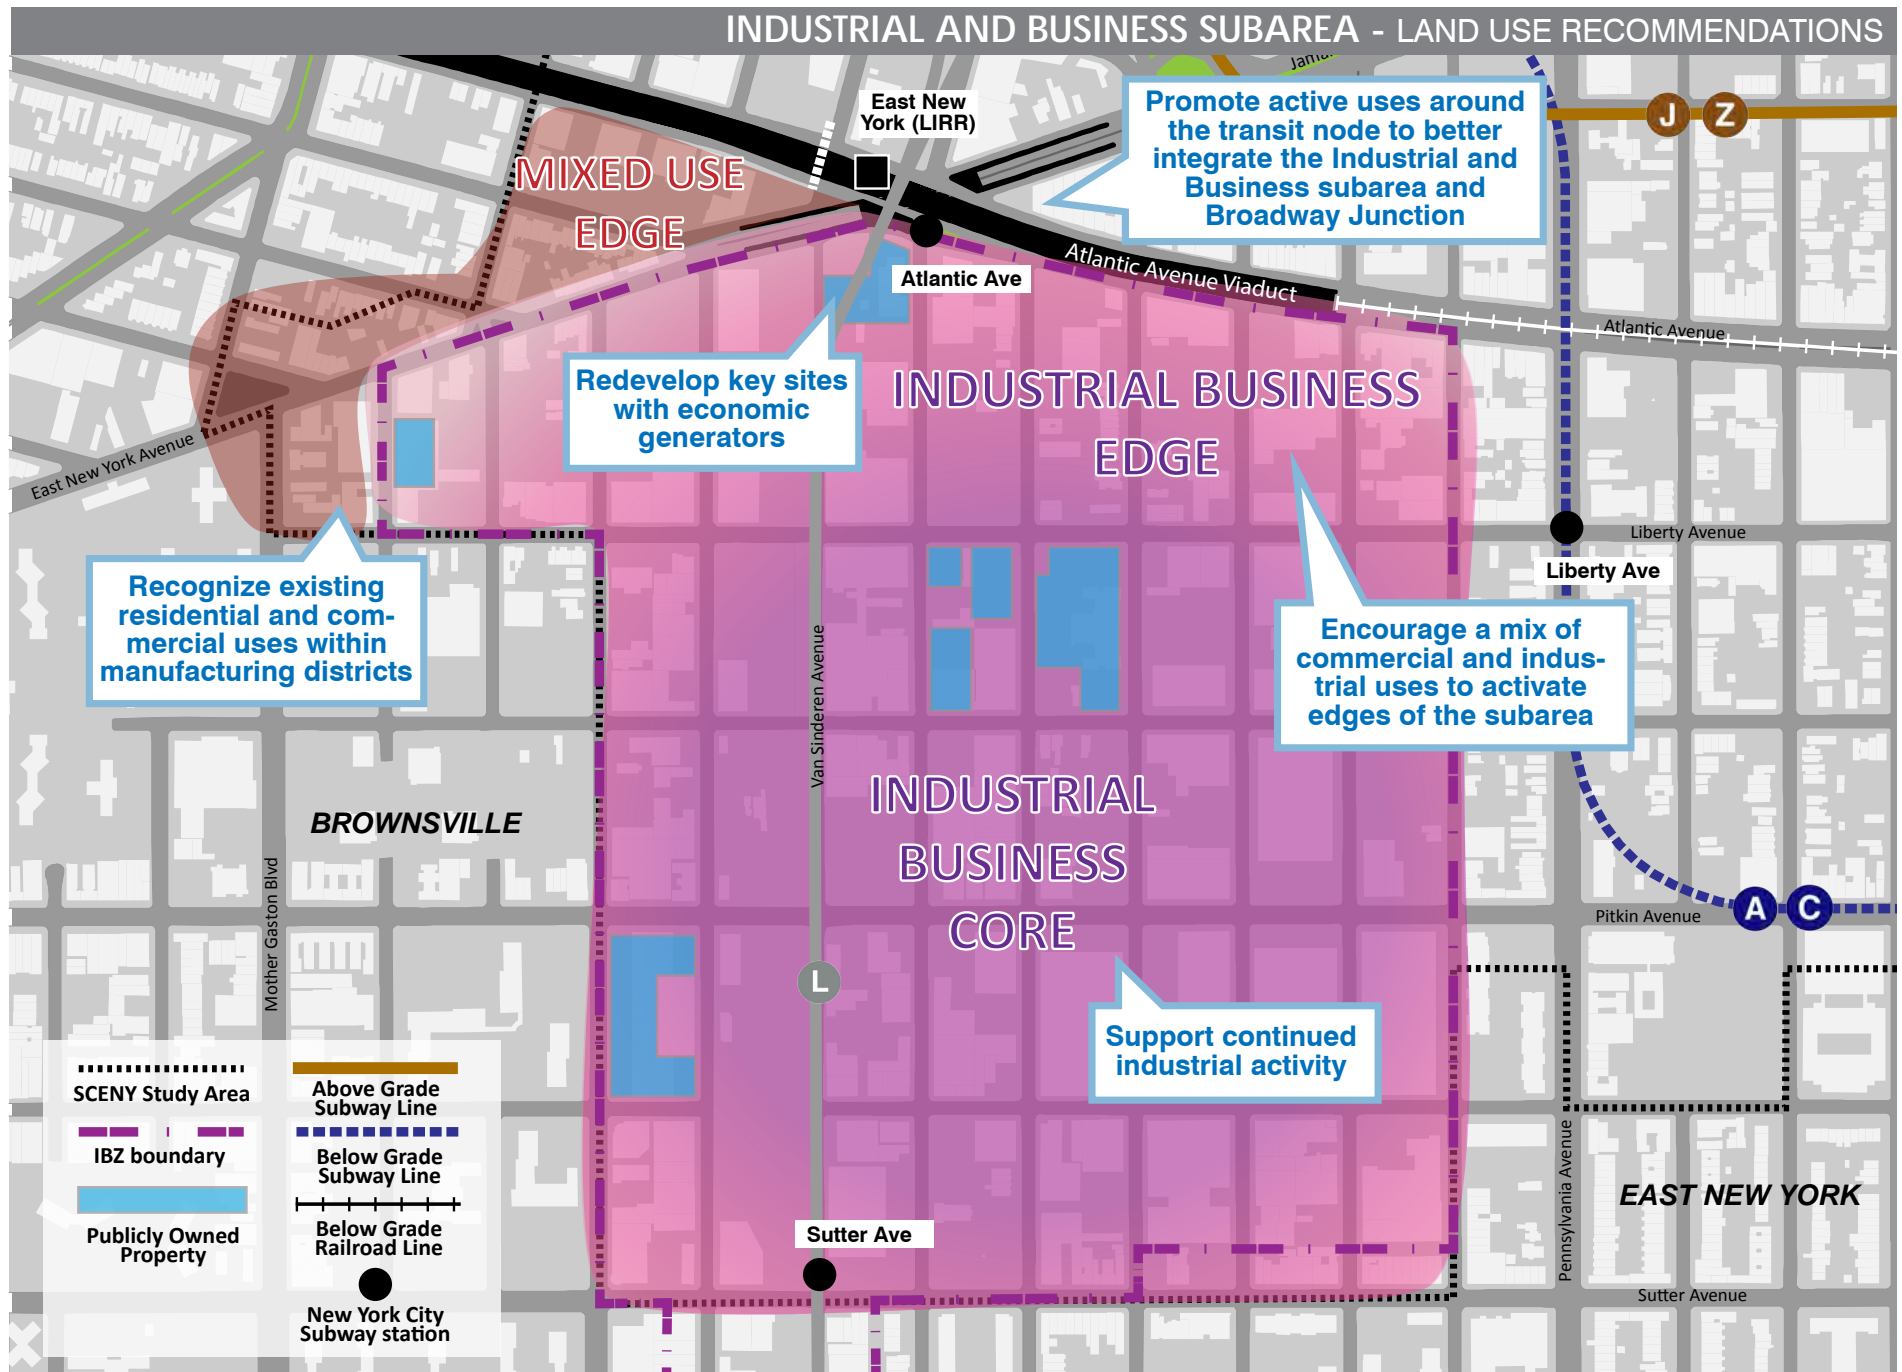 INDUSTRIAL AND BUSINESS SUBAREA - LAND USE RECOMMENDATIONS
East New
York (LIRR)
Promote active uses around
the transit node to better
integrate the Industrial and
Business subarea and
Broadway Junction
J
Z
MIXED USE
EDGE
Atlantic Ave
Atlantic Avenue Viaduct
Atlantic Avenue
Redevelop key sites
with economic
generators
INDUSTRIAL BUSINESS
EDGE
East New York Avenue
Liberty Avenue
Liberty Ave
Recognize existing
residential and com-
mercial uses within
manufacturing districts
Encourage a mix of
commercial and indus-
trial uses to activate
edges of the subarea
Van Sinderen Avenue
BROWNSVILLE
INDUSTRIAL
BUSINESS
CORE
Mother Gaston Blvd
A
C
Pitkin Avenue
L
Support continued
industrial activity
SCENY Study Area
IBZ boundary
Publicly Owned
Property
Above Grade
Subway Line
Below Grade
Subway Line
Below Grade
Railroad Line
New York City
Subway station
Sutter Ave
Pennsylvania Avenue
EAST NEW YORK
Sutter Avenue